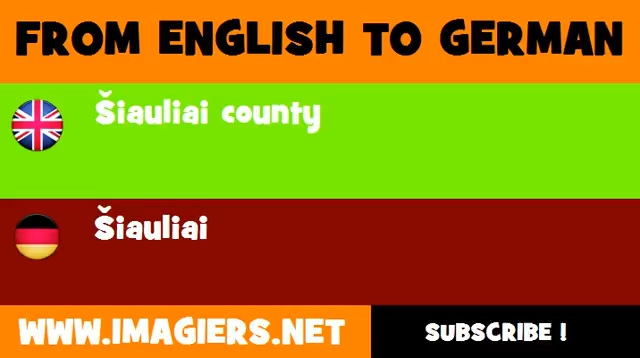 FROM ENGLISH TO GERMAN
Šiauliai county
Šiauliai
WWW.IMAGIERS.NET
SUBSCRIBE !